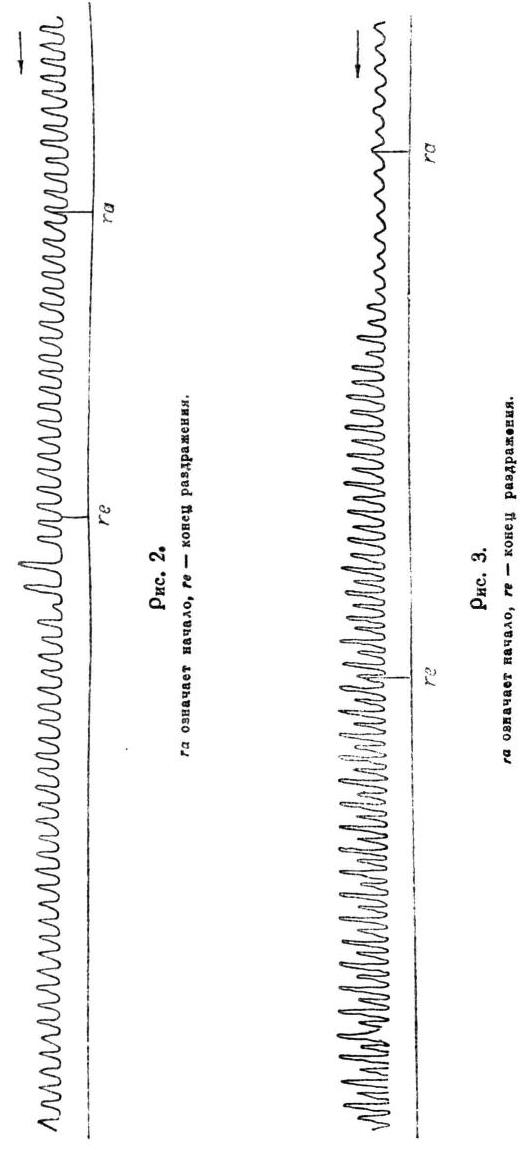 ra
re
Рис. 2.
ra означает начало, re — конец раздражения.
ra
re
Рис. 3.
ra означает начало, re — конец раздражения.